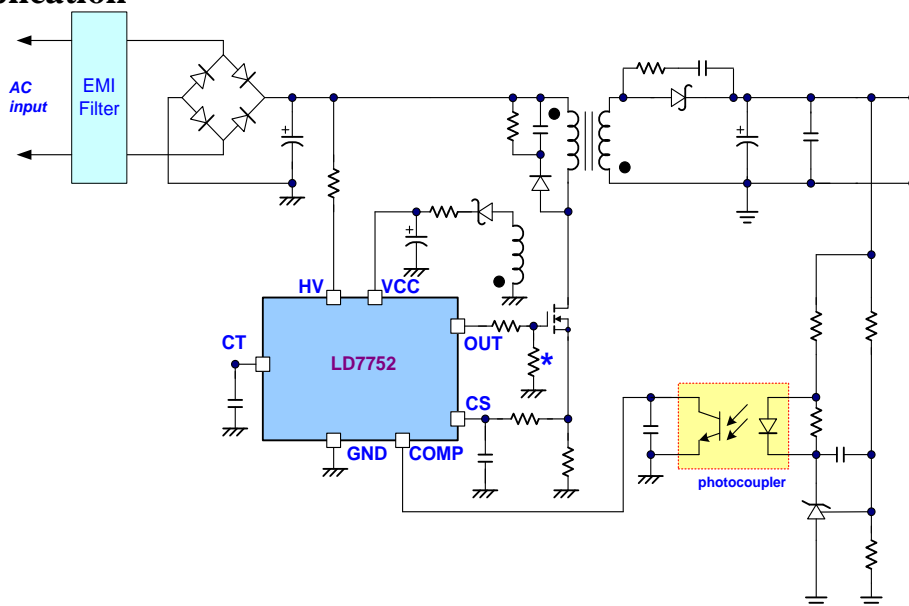 AC
input
EMI
Filter
+
+
+
HV
VCC
CT
LD7752
OUT
*
CS
GND
COMP
photocoupler